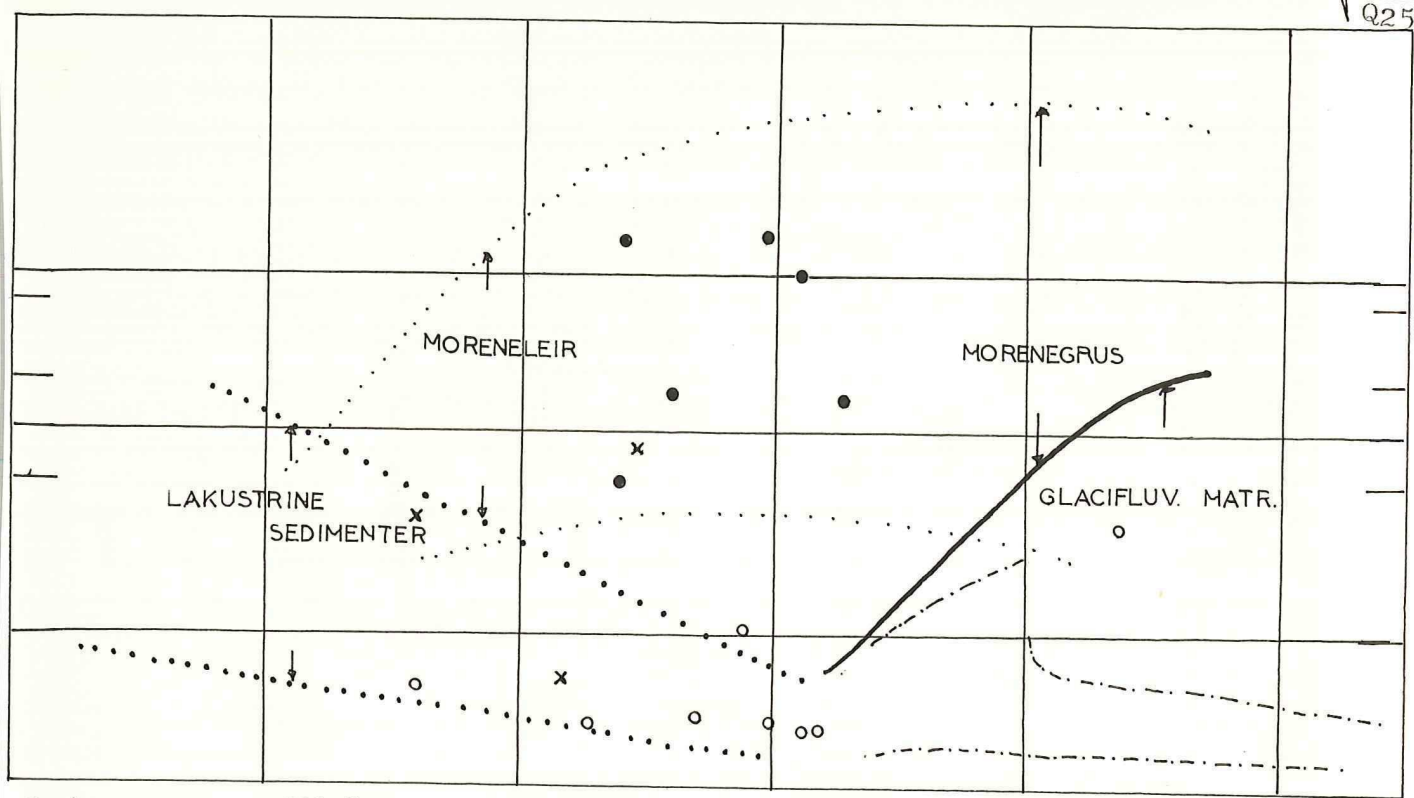 Q25
MORENELEIR
MORENEGRUS
LAKUSTRINE
SEDIMENTER
GLACIFLUV. MATR.